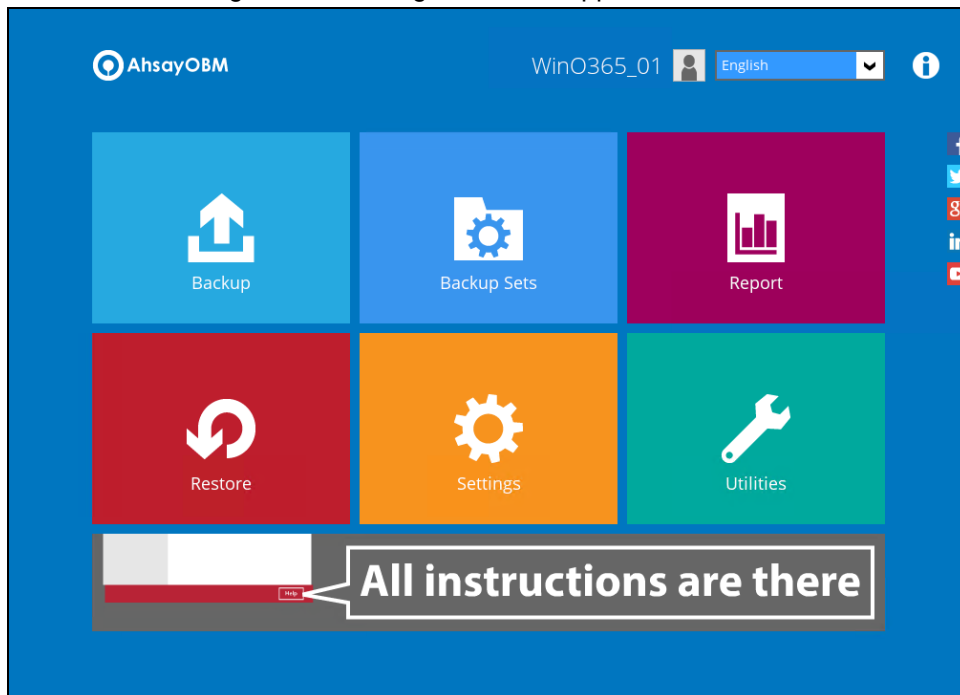 AhsayOBM
WinO365_01
English
Backup
Backup Sets
Report
Restore
Settings
Utilities
Help
All instructions are there